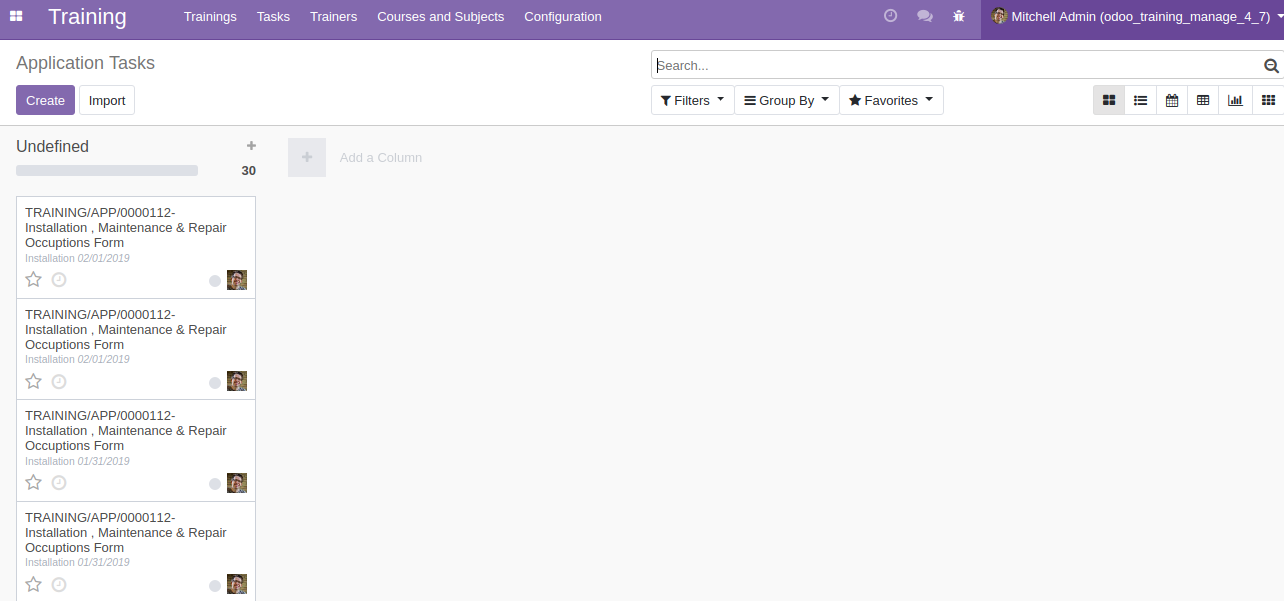 Training Trainings Tasks Trainers Courses and Subjects Configuration Mitchell Admin (odoo_training_manage_4_7)
Application Tasks
Search...
Create Import Filters Group By Favorites
Undefined
30
Add a Column
TRAINING/APP/0000112-
Installation , Maintenance & Repair
Occuptions Form
Installation 02/01/2019
TRAINING/APP/0000112-
Installation , Maintenance & Repair
Occuptions Form
Installation 02/01/2019
TRAINING/APP/0000112-
Installation , Maintenance & Repair
Occuptions Form
Installation 01/31/2019
TRAINING/APP/0000112-
Installation , Maintenance & Repair
Occuptions Form
Installation 01/31/2019